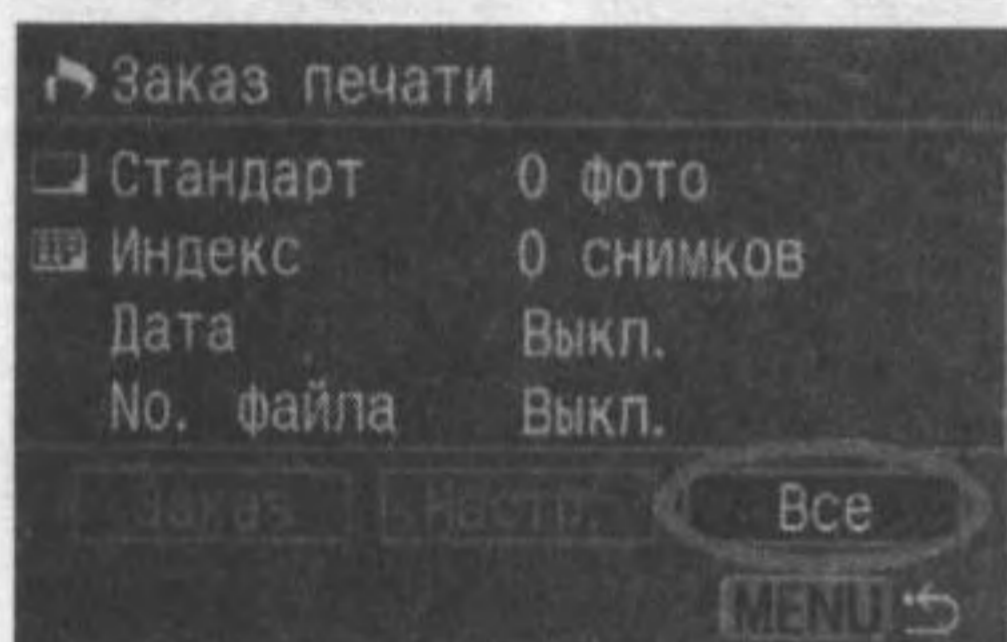 Заказ печати
Стандарт 0 фото
Индекс 0 снимков
Дата Выкл.
No. файла Выкл.
Заказ Настр. Все
MENU